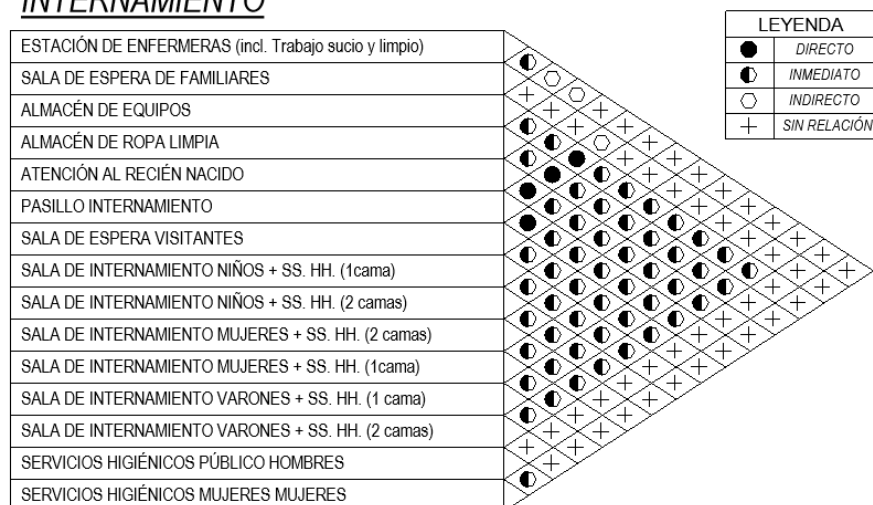 INTERNAMIENTO
ESTACIÓN DE ENFERMERAS (incl. Trabajo sucio y limpio)
SALA DE ESPERA DE FAMILIARES
ALMACÉN DE EQUIPOS
ALMACÉN DE ROPA LIMPIA
ATENCIÓN AL RECIÉN NACIDO
PASILLO INTERNAMIENTO
SALA DE ESPERA VISITANTES
SALA DE INTERNAMIENTO NIÑOS + SS. HH. (1cama)
SALA DE INTERNAMIENTO NIÑOS + SS. HH. (2 camas)
SALA DE INTERNAMIENTO MUJERES + SS. HH. (2 camas)
SALA DE INTERNAMIENTO MUJERES + SS. HH. (1cama)
SALA DE INTERNAMIENTO VARONES + SS. HH. (1 cama)
SALA DE INTERNAMIENTO VARONES + SS. HH. (2 camas)
SERVICIOS HIGIÉNICOS PÚBLICO HOMBRES
SERVICIOS HIGIÉNICOS MUJERES MUJERES
LEYENDA
DIRECTO
INMEDIATO
INDIRECTO
SIN RELACIÓN